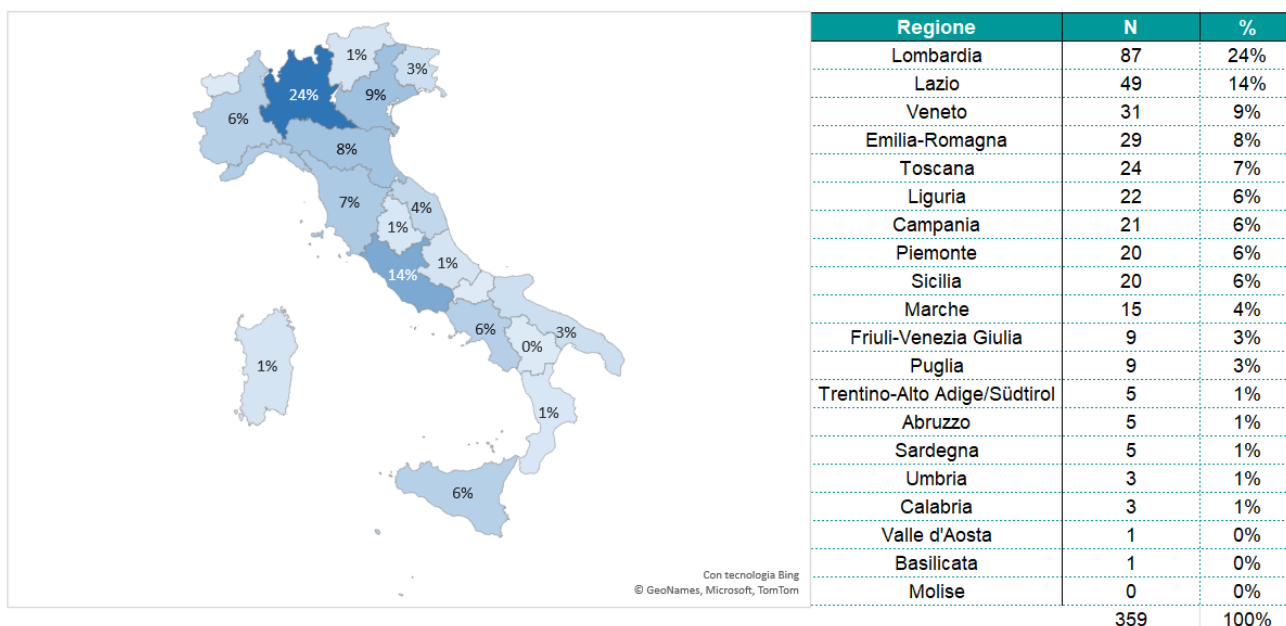 1%
3%
24%
9%
6%
8%
7%
4%
1%
1%
14%
6%
3%
0%
1%
1%
6%
Con tecnologia Bing
© GeoNames, Microsoft, TomTom
Regione N %
Lombardia 87 24%
Lazio 49 14%
Veneto 31 9%
Emilia-Romagna 29 8%
Toscana 24 7%
Liguria 22 6%
Campania 21 6%
Piemonte 20 6%
Sicilia 20 6%
Marche 15 4%
Friuli-Venezia Giulia 9 3%
Puglia 9 3%
Trentino-Alto Adige/Südtirol 5 1%
Abruzzo 5 1%
Sardegna 5 1%
Umbria 3 1%
Calabria 3 1%
Valle d'Aosta 1 0%
Basilicata 1 0%
Molise 0 0%
359 100%